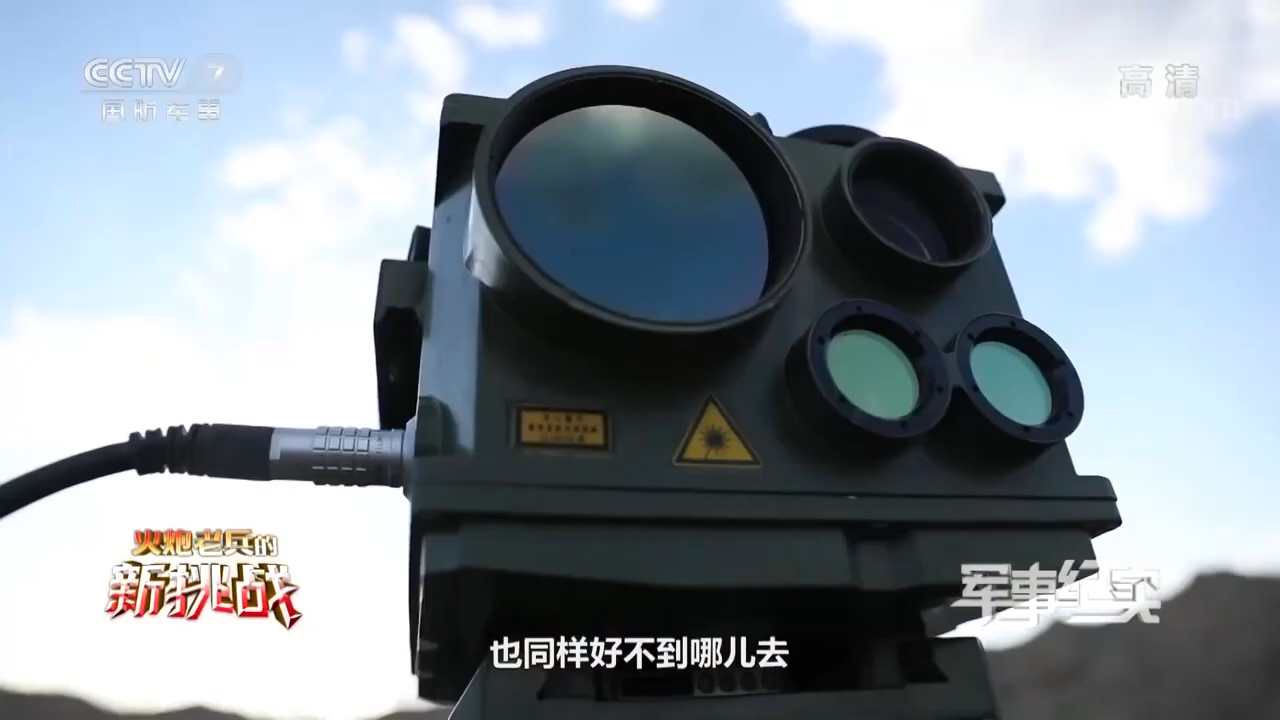 CCTV 7
国防军事
高清
火炮老兵的
新挑战
军事纪实
也同样好不到哪儿去